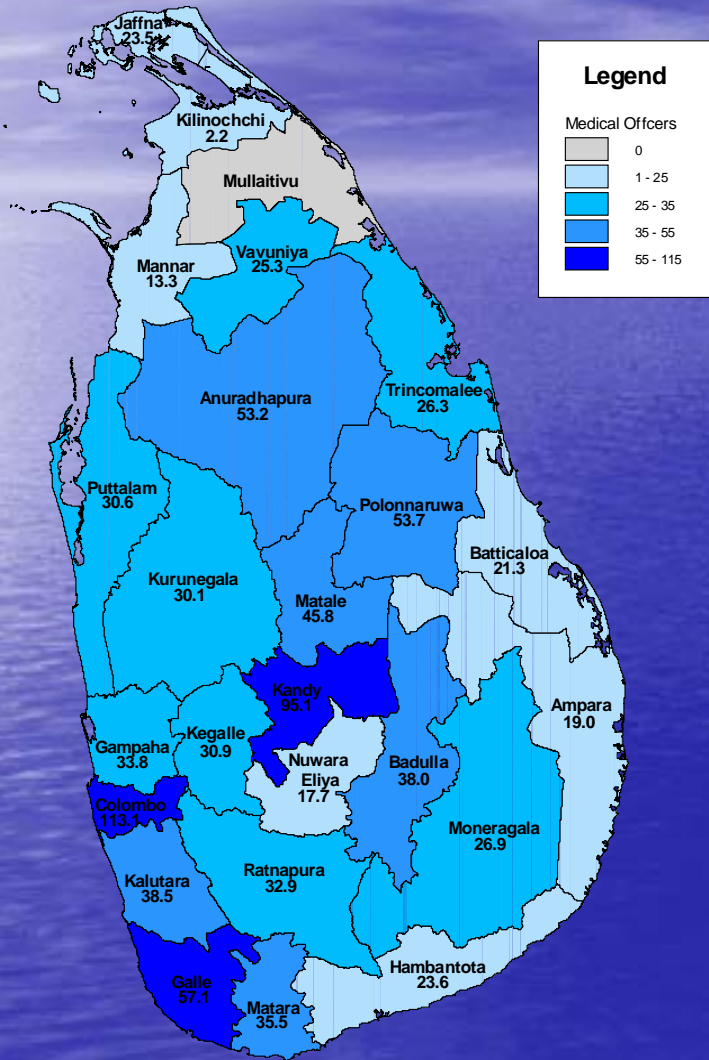 Jaffna
23.5
Legend
Medical Offcers
0
1 - 25
25 - 35
35 - 55
55 - 115
Kilinochchi
2.2
Mullaitivu
Vavuniya
25.3
Mannar
13.3
Anuradhapura
53.2
Trincomalee
26.3
Puttalam
30.6
Polonnaruwa
53.7
Batticaloa
21.3
Kurunegala
30.1
Matale
45.8
Kandy
95.1
Ampara
19.0
Gampaha
33.8
Kegalle
30.9
Nuwara
Eliya
17.7
Badulla
38.0
Colombo
113.1
Moneragala
26.9
Kalutara
38.5
Ratnapura
32.9
Galle
57.1
Matara
35.5
Hambantota
23.6